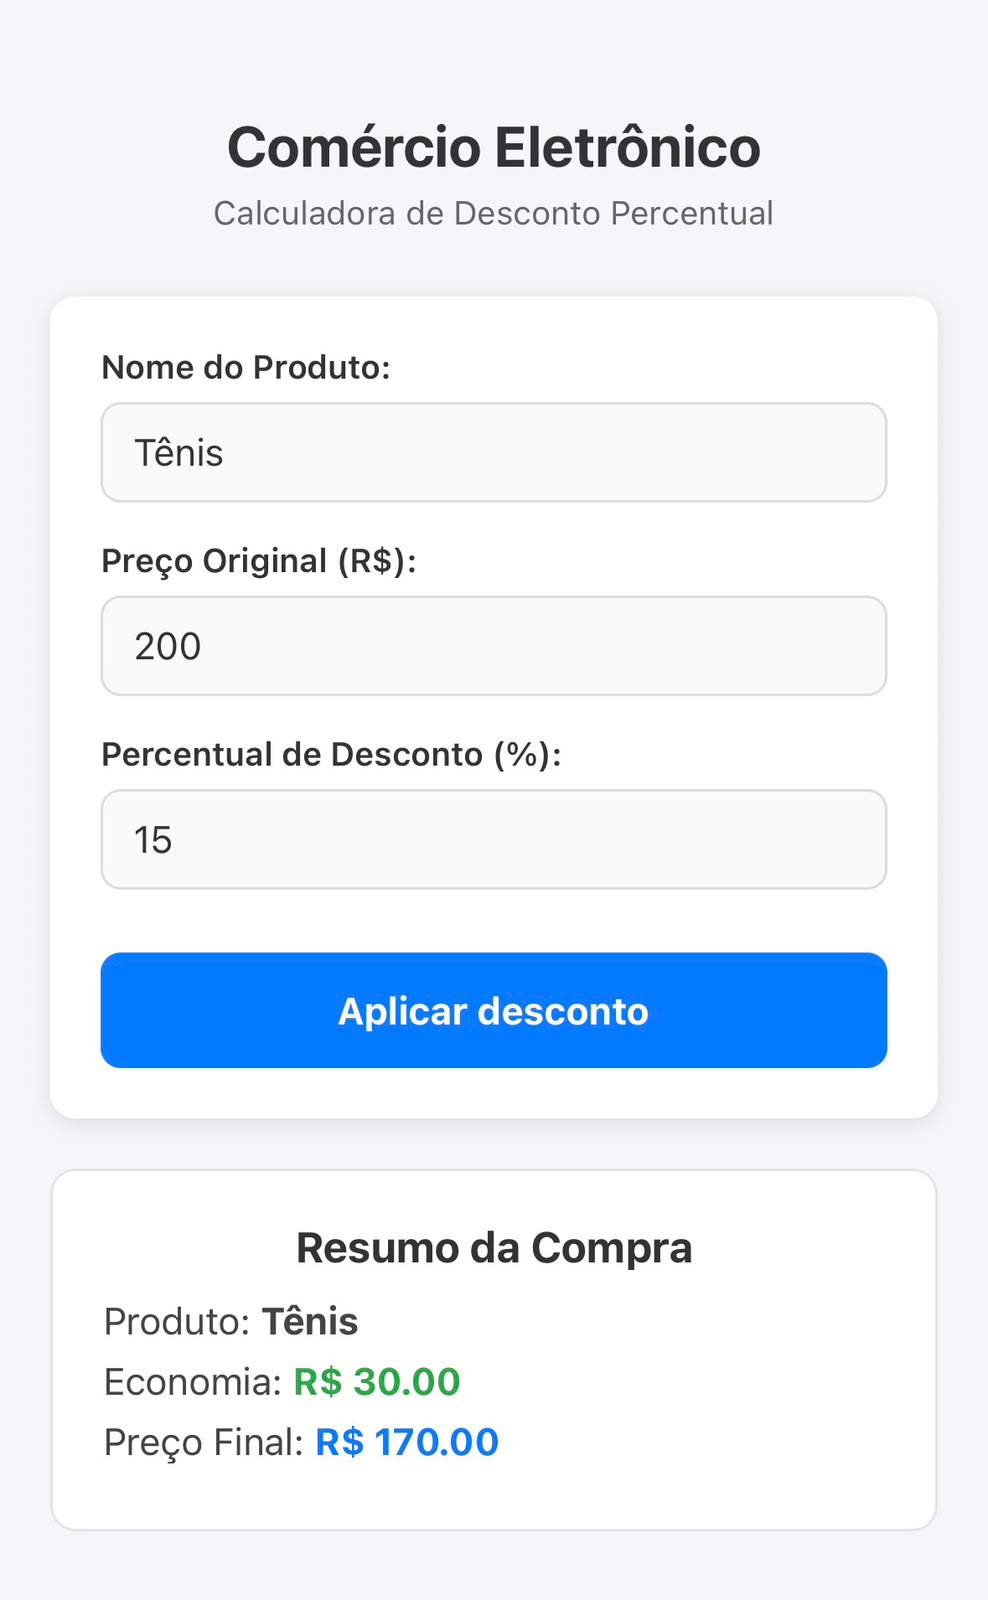 Comércio Eletrônico
Calculadora de Desconto Percentual
Nome do Produto:
Tênis
Preço Original (R$):
200
Percentual de Desconto (%):
15
Aplicar desconto
Resumo da Compra
Produto: Tênis
Economia: R$ 30.00
Preço Final: R$ 170.00